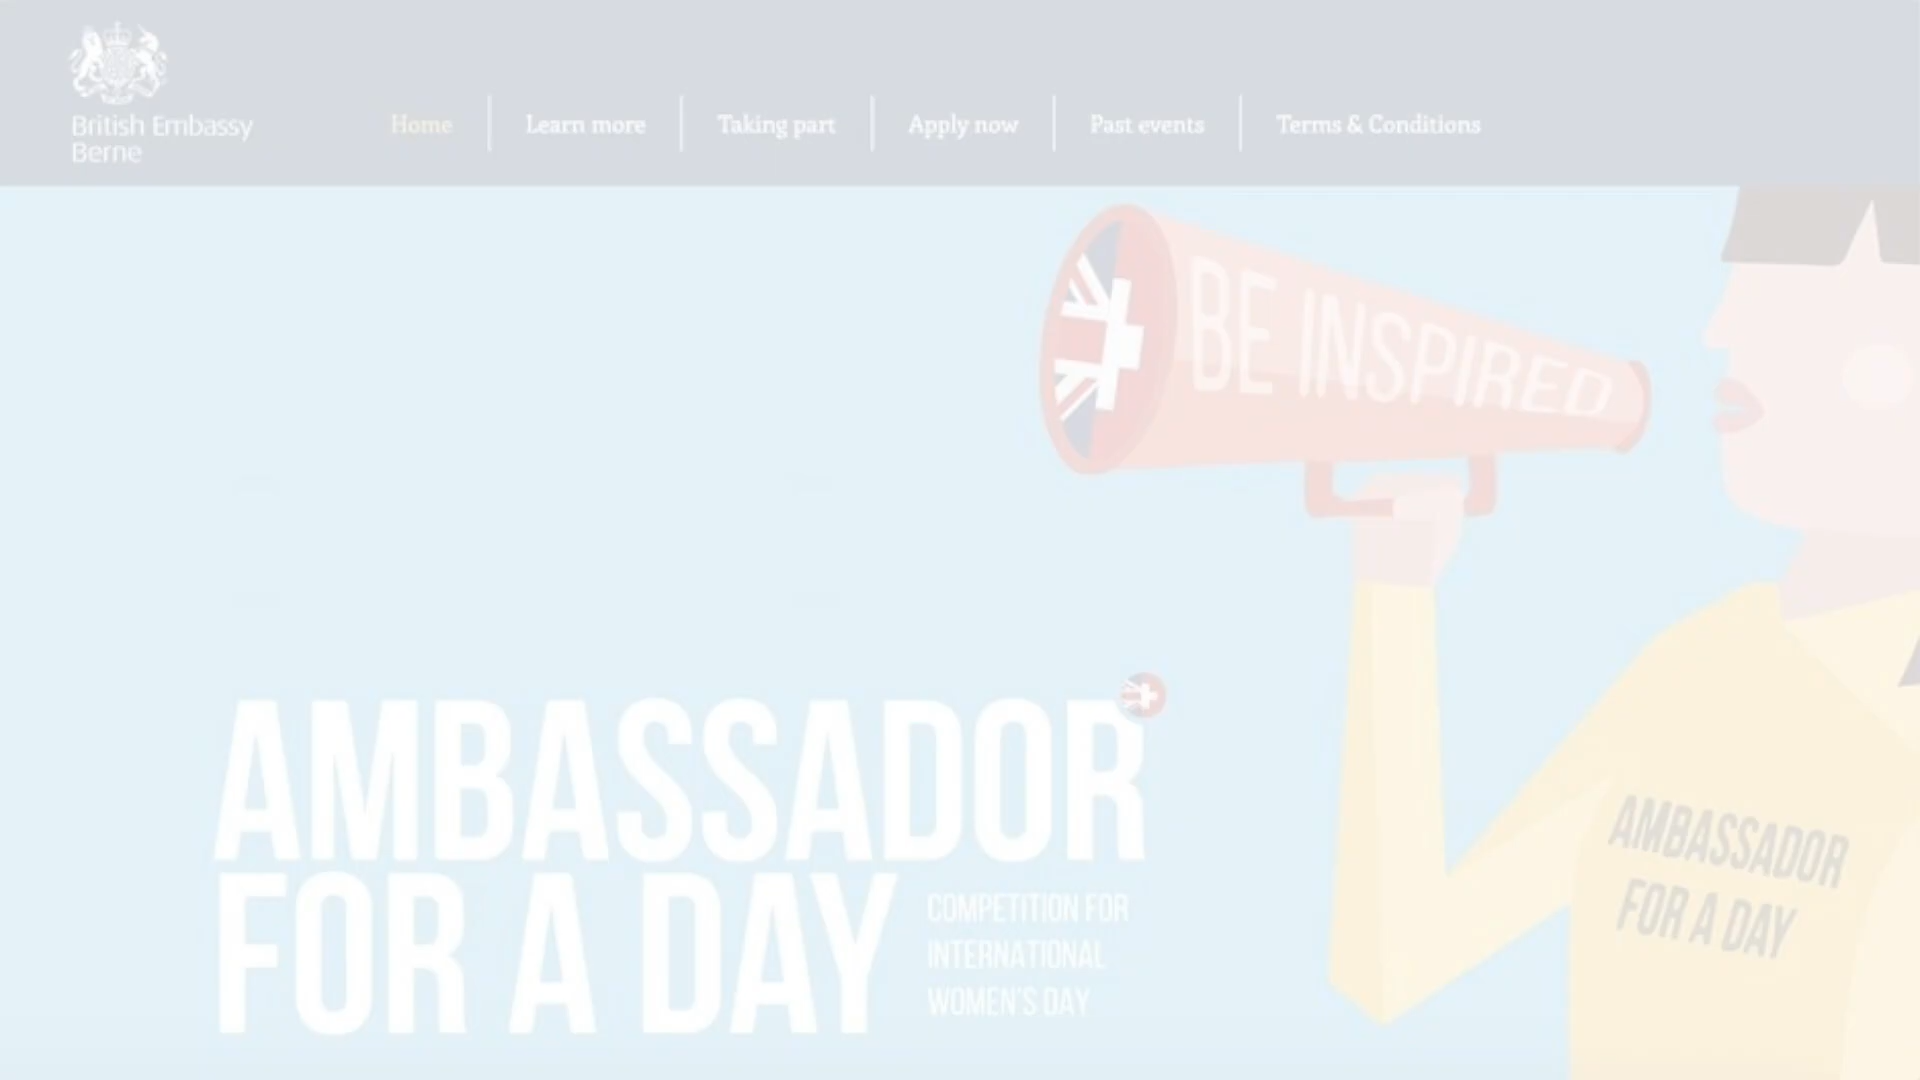 British Embassy
Berne
Home
Learn more
Taking part
Apply now
Past events
Terms & Conditions
BE INSPIRED
AMBASSADOR
FOR A DAY
COMPETITION FOR
INTERNATIONAL
WOMEN'S DAY
AMBASSADOR
FOR A DAY